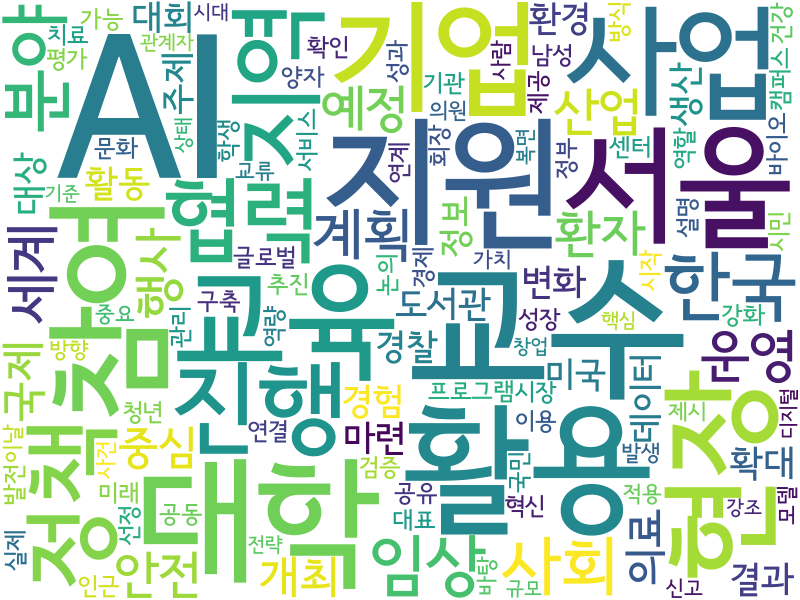 분야
가능
치료
평가
대회
시대
관계자
주제
AI
지역
확인
양자
예정
기업
성과
기관
의원
사람
제공
남성
환경
방식
산업
사업
생산
캠퍼스
건강
바이오
역할
센터
정부
문화
상태
학생
교류
서비스
대상
기준
활동
협력
계획
연계
회장
지원
복면
서울
정보
환자
설명
시민
세계
참여
행사
글로벌
추진
논의
경제
가치
변화
시작
한국
중요
관리
구축
역량
교육
도서관
성장
핵심
강화
국제
방향
정책
진행
경찰
교수
창업
미국
데이터
운영
청년
중심
경험
프로그램
시장
제시
디지털
발전
이날
사건
연결
마련
이용
발생
현장
확대
미래
대학
검증
활용
국민
실제
선정
공동
공유
대표
혁신
적용
강조
모델
안전
인근
전략
개최
임상
바탕
사회
규모
의료
신고
결과